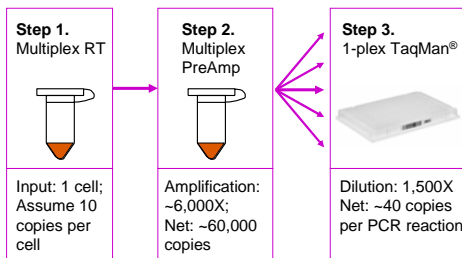 Step 1.
Multiplex RT
Input: 1 cell;
Assume 10
copies per
cell
Step 2.
Multiplex
PreAmp
Amplification:
~6,000X;
Net: ~60,000
copies
Step 3.
1-plex TaqMan®
Dilution: 1,500X
Net: ~40 copies
per PCR reaction